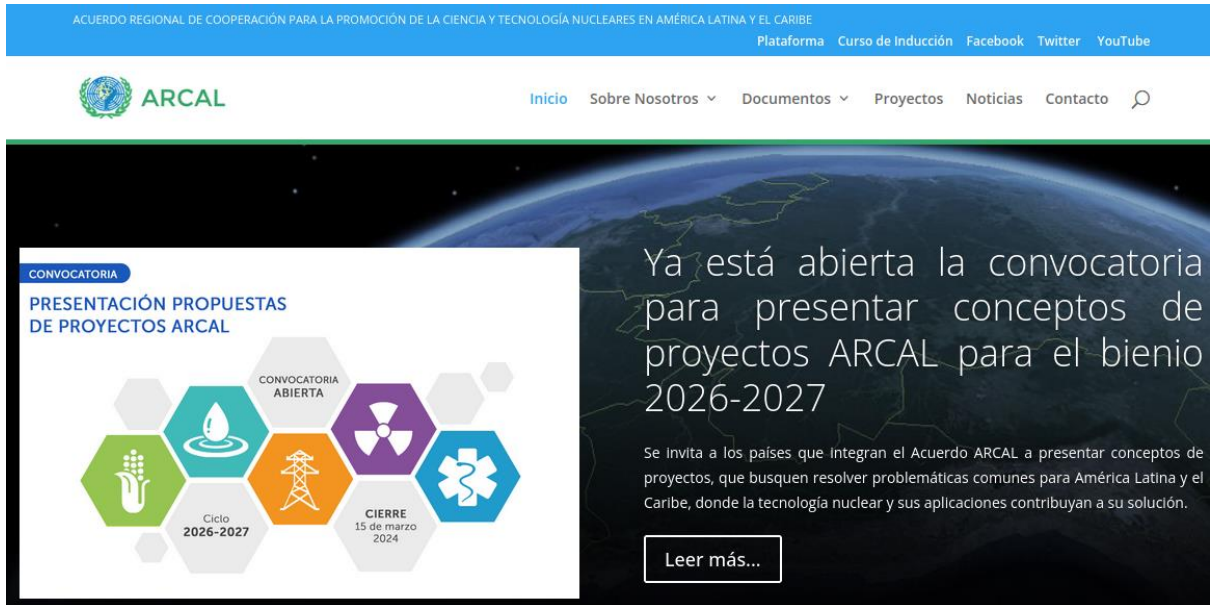 ACUERDO REGIONAL DE COOPERACIÓN PARA LA PROMOCIÓN DE LA CIENCIA Y TECNOLOGÍA NUCLEARES EN AMÉRICA LATINA Y EL CARIBE
Plataforma Curso de Inducción Facebook Twitter YouTube
ARCAL
Inicio Sobre Nosotros Documentos Proyectos Noticias Contacto
CONVOCATORIA
PRESENTACIÓN PROPUESTAS
DE PROYECTOS ARCAL
CONVOCATORIA
ABIERTA
Ciclo
2026-2027
CIERRE
15 de marzo
2024
Ya está abierta la convocatoria
para presentar conceptos de
proyectos ARCAL para el bienio
2026-2027
Se invita a los países que integran el Acuerdo ARCAL a presentar conceptos de
proyectos, que busquen resolver problemáticas comunes para América Latina y el
Caribe, donde la tecnología nuclear y sus aplicaciones contribuyan a su solución.
Leer más...